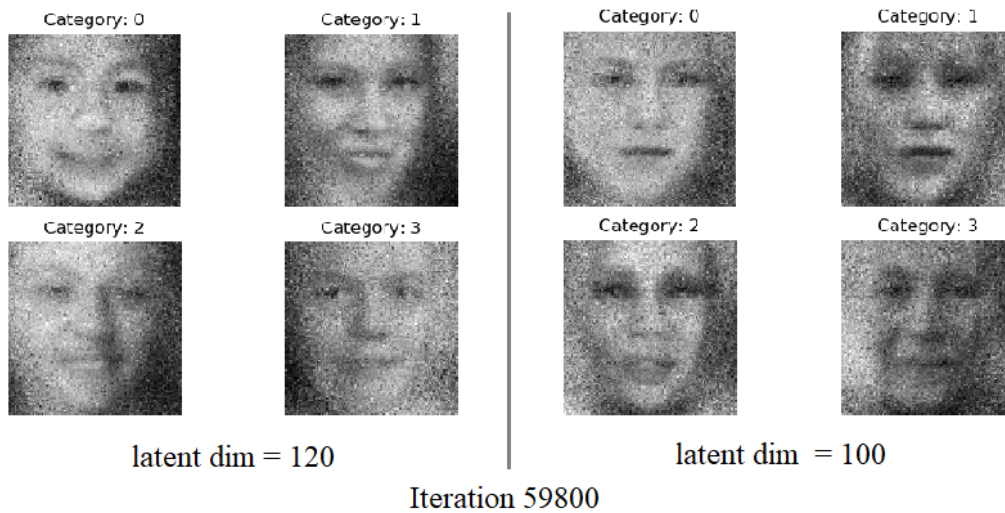 Category: 0
Category: 1
Category: 2
Category: 3
latent dim = 120
Category: 0
Category: 1
Category: 2
Category: 3
latent dim = 100
Iteration 59800